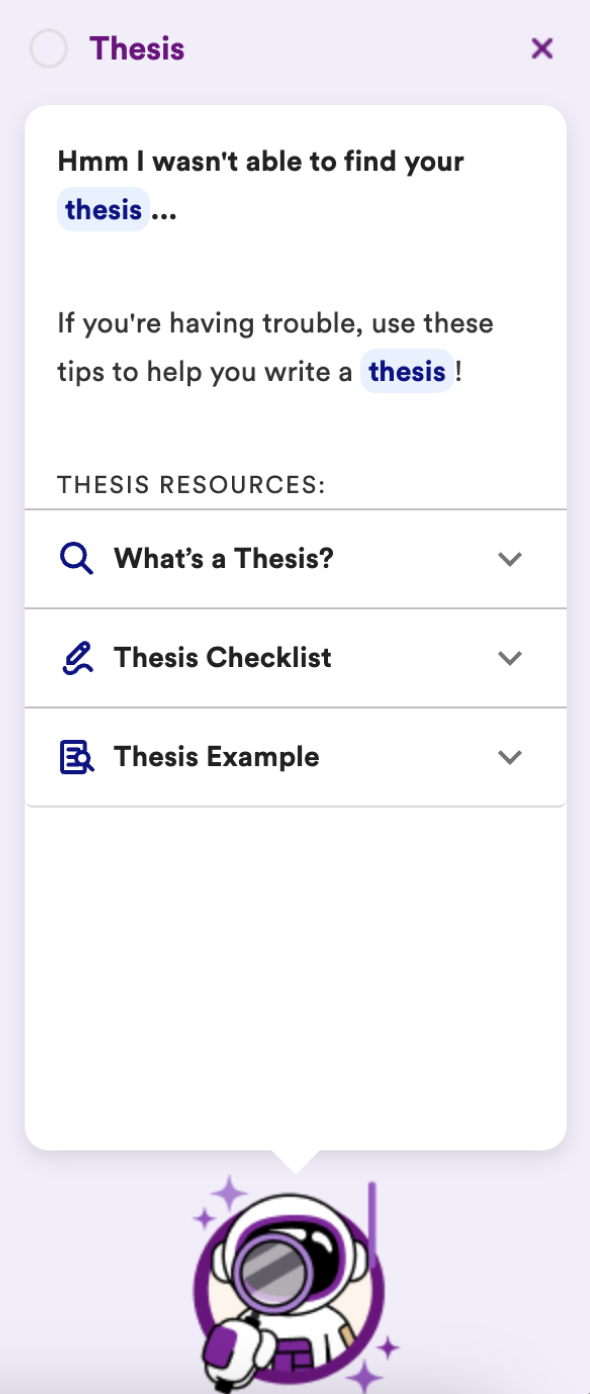 Thesis
Hmm I wasn't able to find your
thesis...
If you're having trouble, use these
tips to help you write a thesis!
THESIS RESOURCES:
What’s a Thesis?
Thesis Checklist
Thesis Example